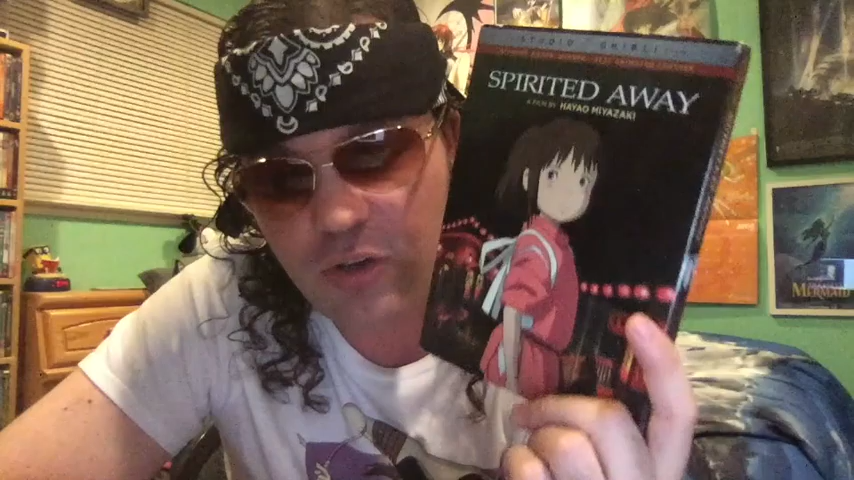 STUDIO GHIBLI
SPIRITED AWAY
A FILM BY HAYAO MIYAZAKI
MERMAID